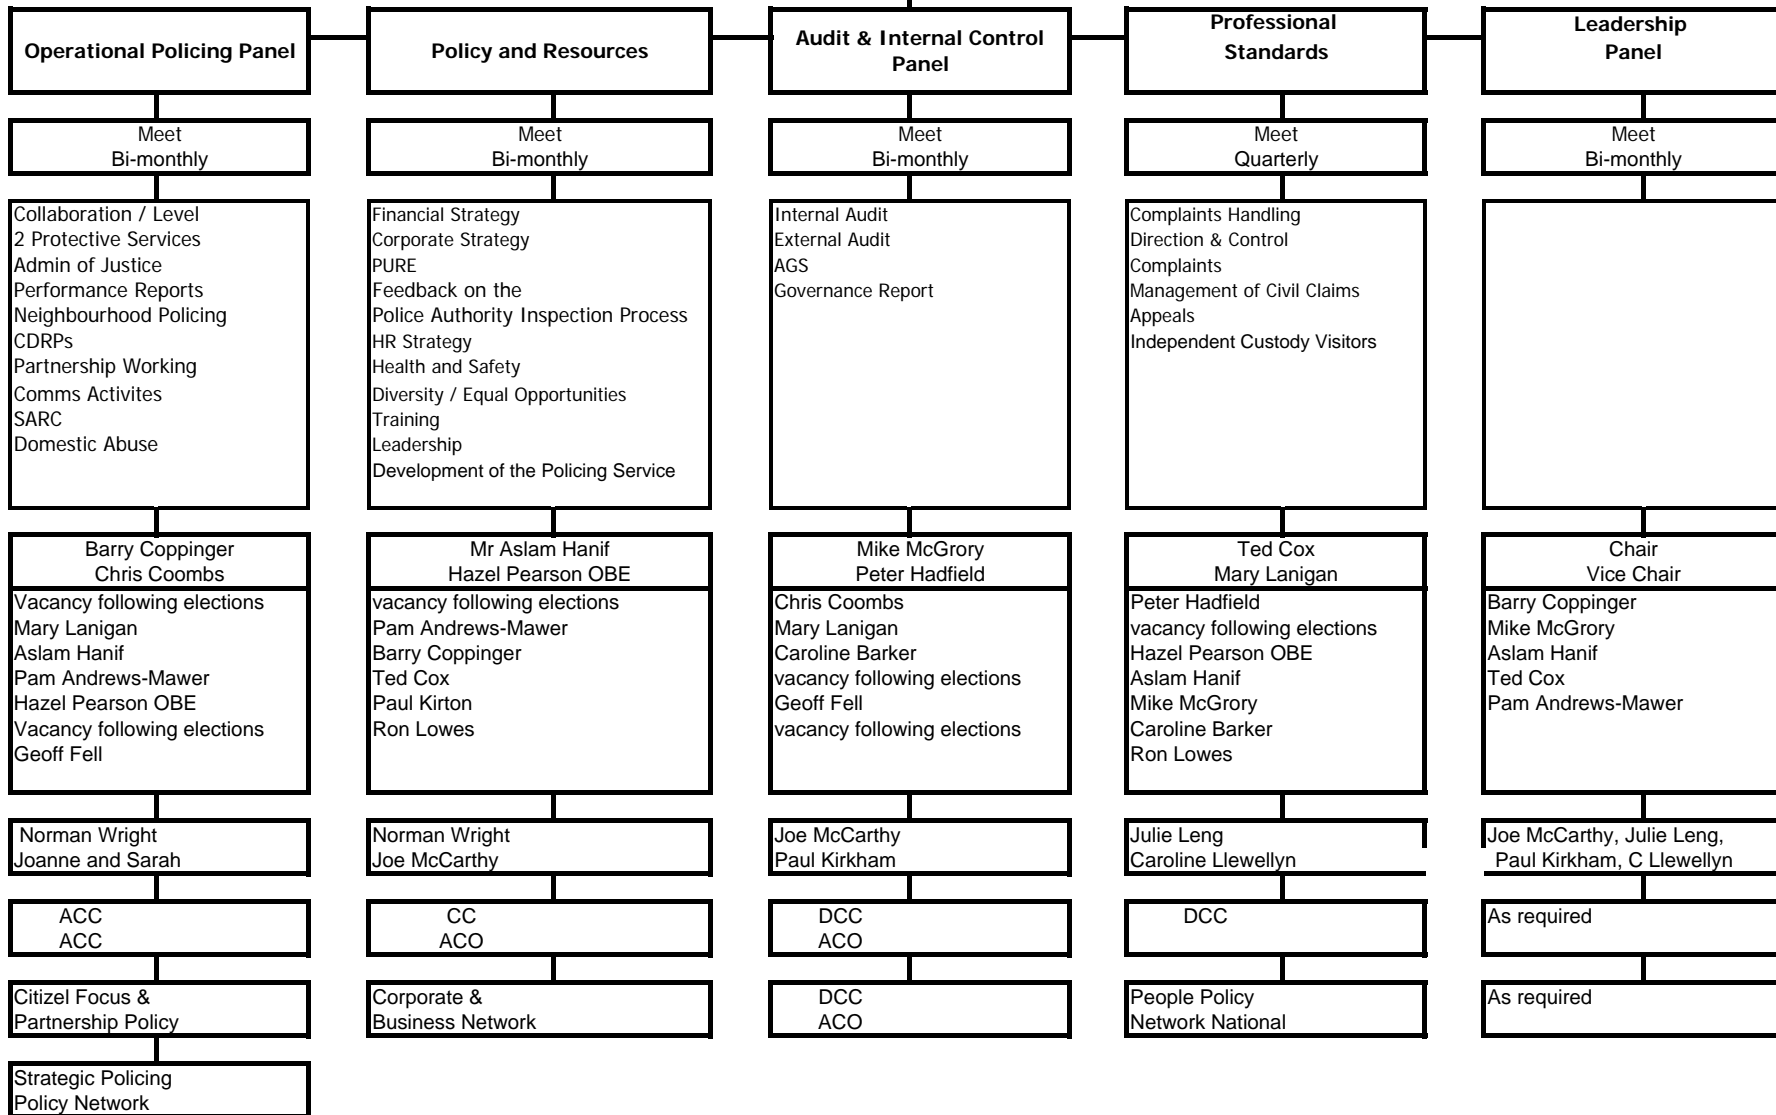 Operational Policing Panel
Meet
Bi-monthly
Collaboration / Level
2 Protective Services
Admin of Justice
Performance Reports
Neighbourhood Policing
CDRPs
Partnership Working
Comms Activites
SARC
Domestic Abuse
Barry Coppinger
Chris Coombs
Vacancy following elections
Mary Lanigan
Aslam Hanif
Pam Andrews-Mawer
Hazel Pearson OBE
Vacancy following elections
Geoff Fell
Norman Wright
Joanne and Sarah
ACC
ACC
Citizel Focus &
Partnership Policy
Strategic Policing
Policy Network
Policy and Resources
Meet
Bi-monthly
Financial Strategy
Corporate Strategy
PURE
Feedback on the
Police Authority Inspection Process
HR Strategy
Health and Safety
Diversity / Equal Opportunities
Training
Leadership
Development of the Policing Service
Mr Aslam Hanif
Hazel Pearson OBE
vacancy following elections
Pam Andrews-Mawer
Barry Coppinger
Ted Cox
Paul Kirton
Ron Lowes
Norman Wright
Joe McCarthy
CC
ACO
Corporate &
Business Network
Audit & Internal Control
Panel
Meet
Bi-monthly
Internal Audit
External Audit
AGS
Governance Report
Mike McGrory
Peter Hadfield
Chris Coombs
Mary Lanigan
Caroline Barker
vacancy following elections
Geoff Fell
vacancy following elections
Joe McCarthy
Paul Kirkham
DCC
ACO
DCC
ACO
Professional
Standards
Meet
Quarterly
Complaints Handling
Direction & Control
Complaints
Management of Civil Claims
Appeals
Independent Custody Visitors
Ted Cox
Mary Lanigan
Peter Hadfield
vacancy following elections
Hazel Pearson OBE
Aslam Hanif
Mike McGrory
Caroline Barker
Ron Lowes
Julie Leng
Caroline Llewellyn
DCC
People Policy
Network National
Leadership
Panel
Meet
Bi-monthly
Chair
Vice Chair
Barry Coppinger
Mike McGrory
Aslam Hanif
Ted Cox
Pam Andrews-Mawer
Joe McCarthy, Julie Leng,
Paul Kirkham, C Llewellyn
As required
As required